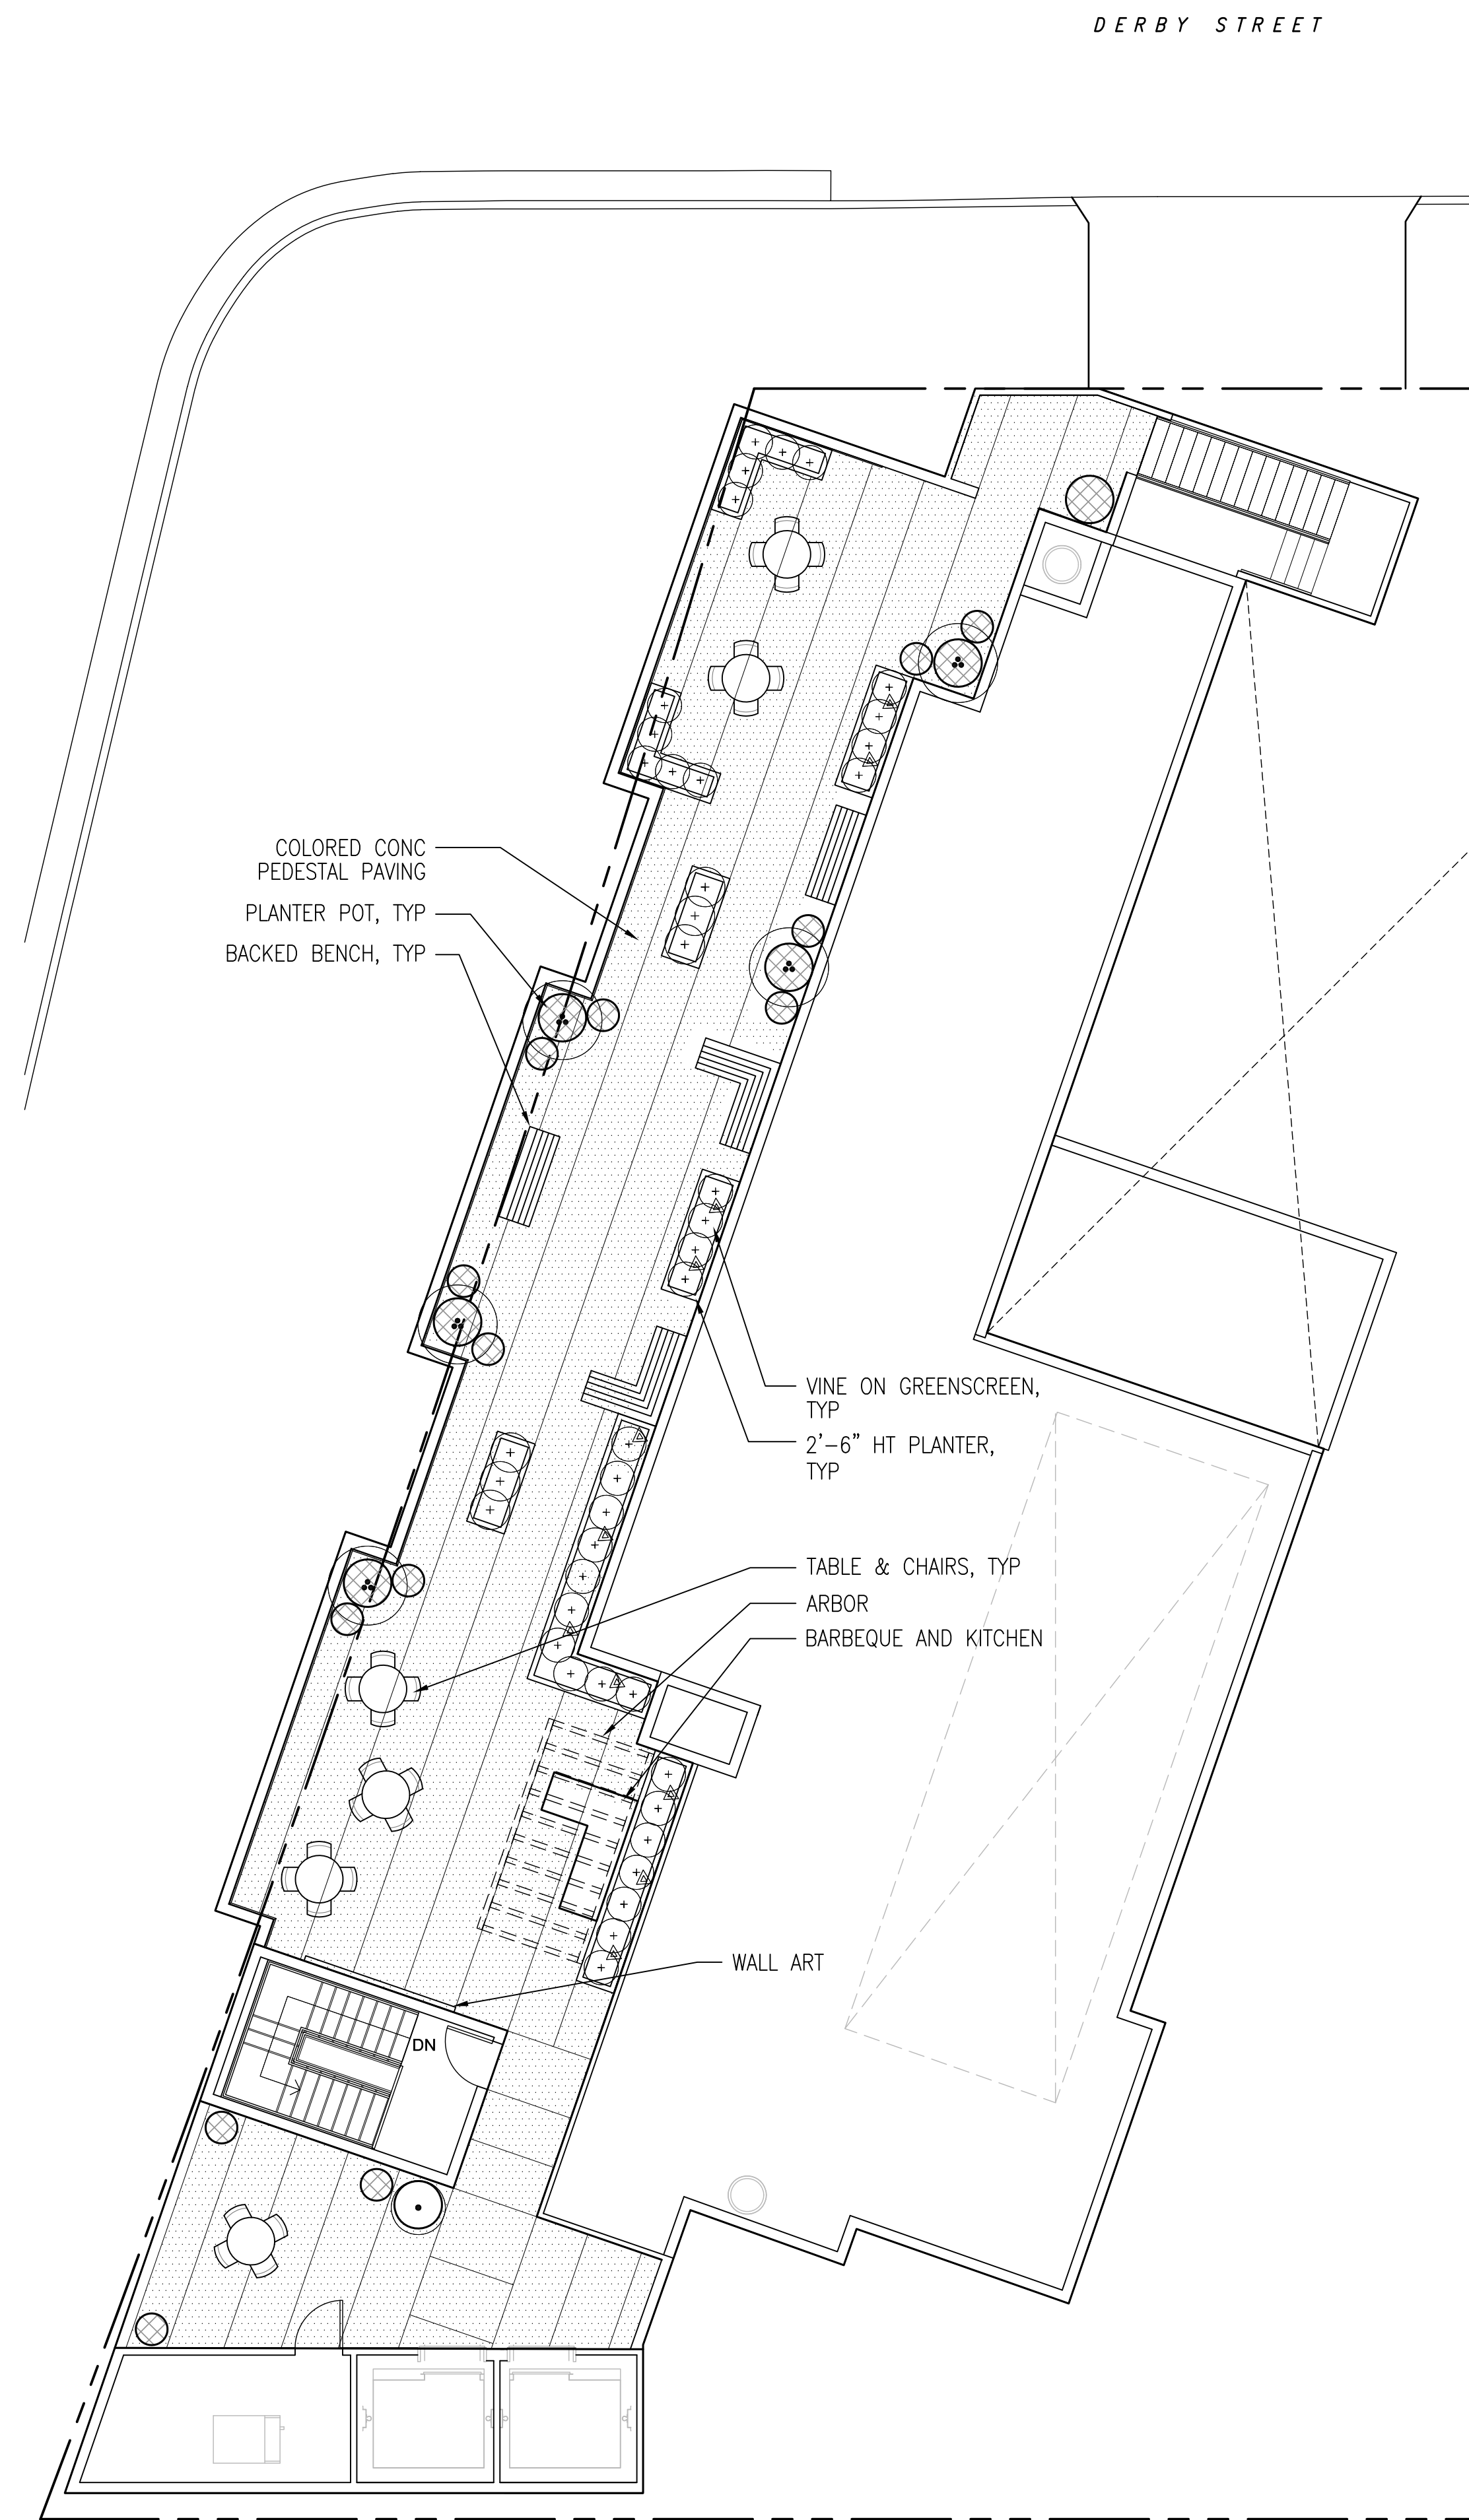 DERBY STREET
COLORED CONC
PEDESTAL PAVING
PLANTER POT, TYP
BACKED BENCH, TYP
VINE ON GREENSCREEN,
TYP
2'-6" HT PLANTER,
TYP
TABLE & CHAIRS, TYP
ARBOR
BARBEQUE AND KITCHEN
WALL ART
DN